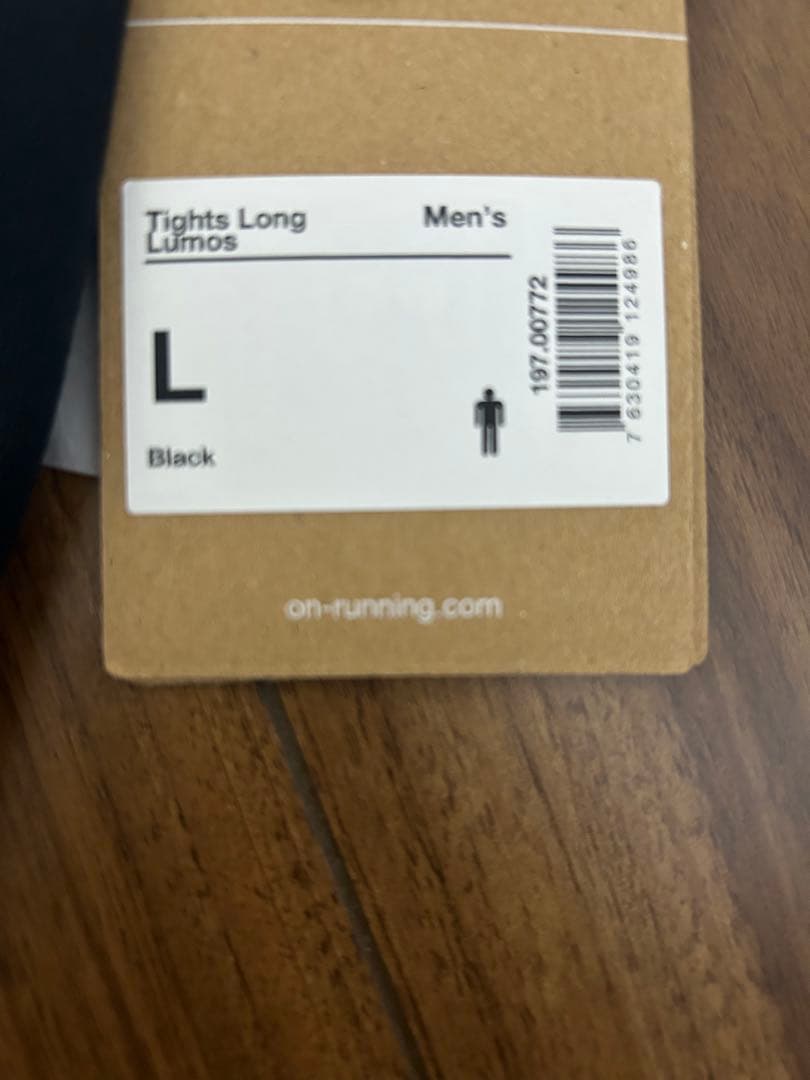 Tights Long
Lumos
Men's
L
Black
197.00772
7 630419 124986
on-running.com